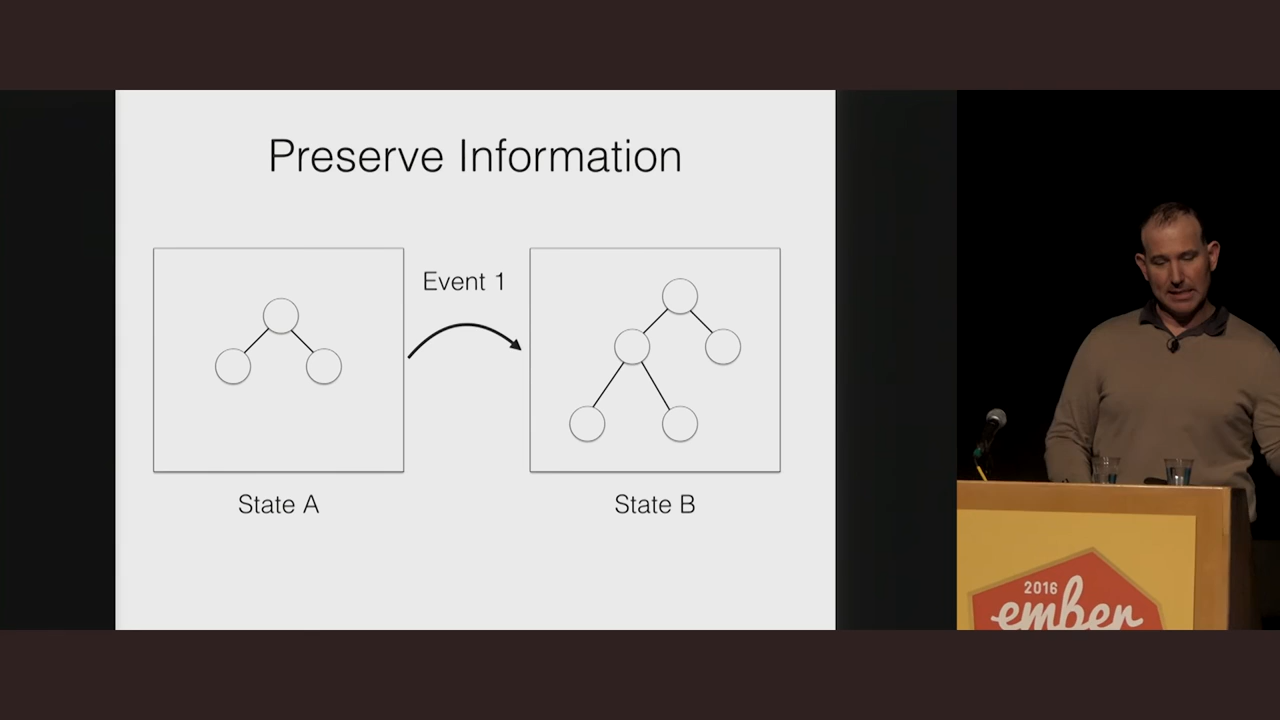 Preserve Information
Event 1
State A
State B
2016
ember